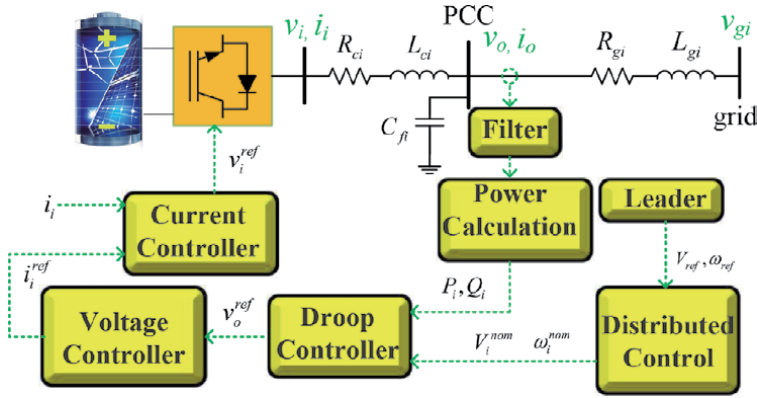 PCC
v_i, i_i
R_ci
L_ci
v_o, i_o
R_gi
L_gi
v_gi
C_fi
grid
Filter
v_i^ref
Power
Calculation
Leader
i_i
Current
Controller
i_i^ref
V_ref, ω_ref
P_i, Q_i
Voltage
Controller
v_o^ref
Droop
Controller
V_i^nom ω_i^nom
Distributed
Control